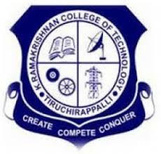 K.RAMAKRISHNAN COLLEGE OF TECHNOLOGY
TIRUCHIRAPPALLI
CREATE COMPETE CONQUER